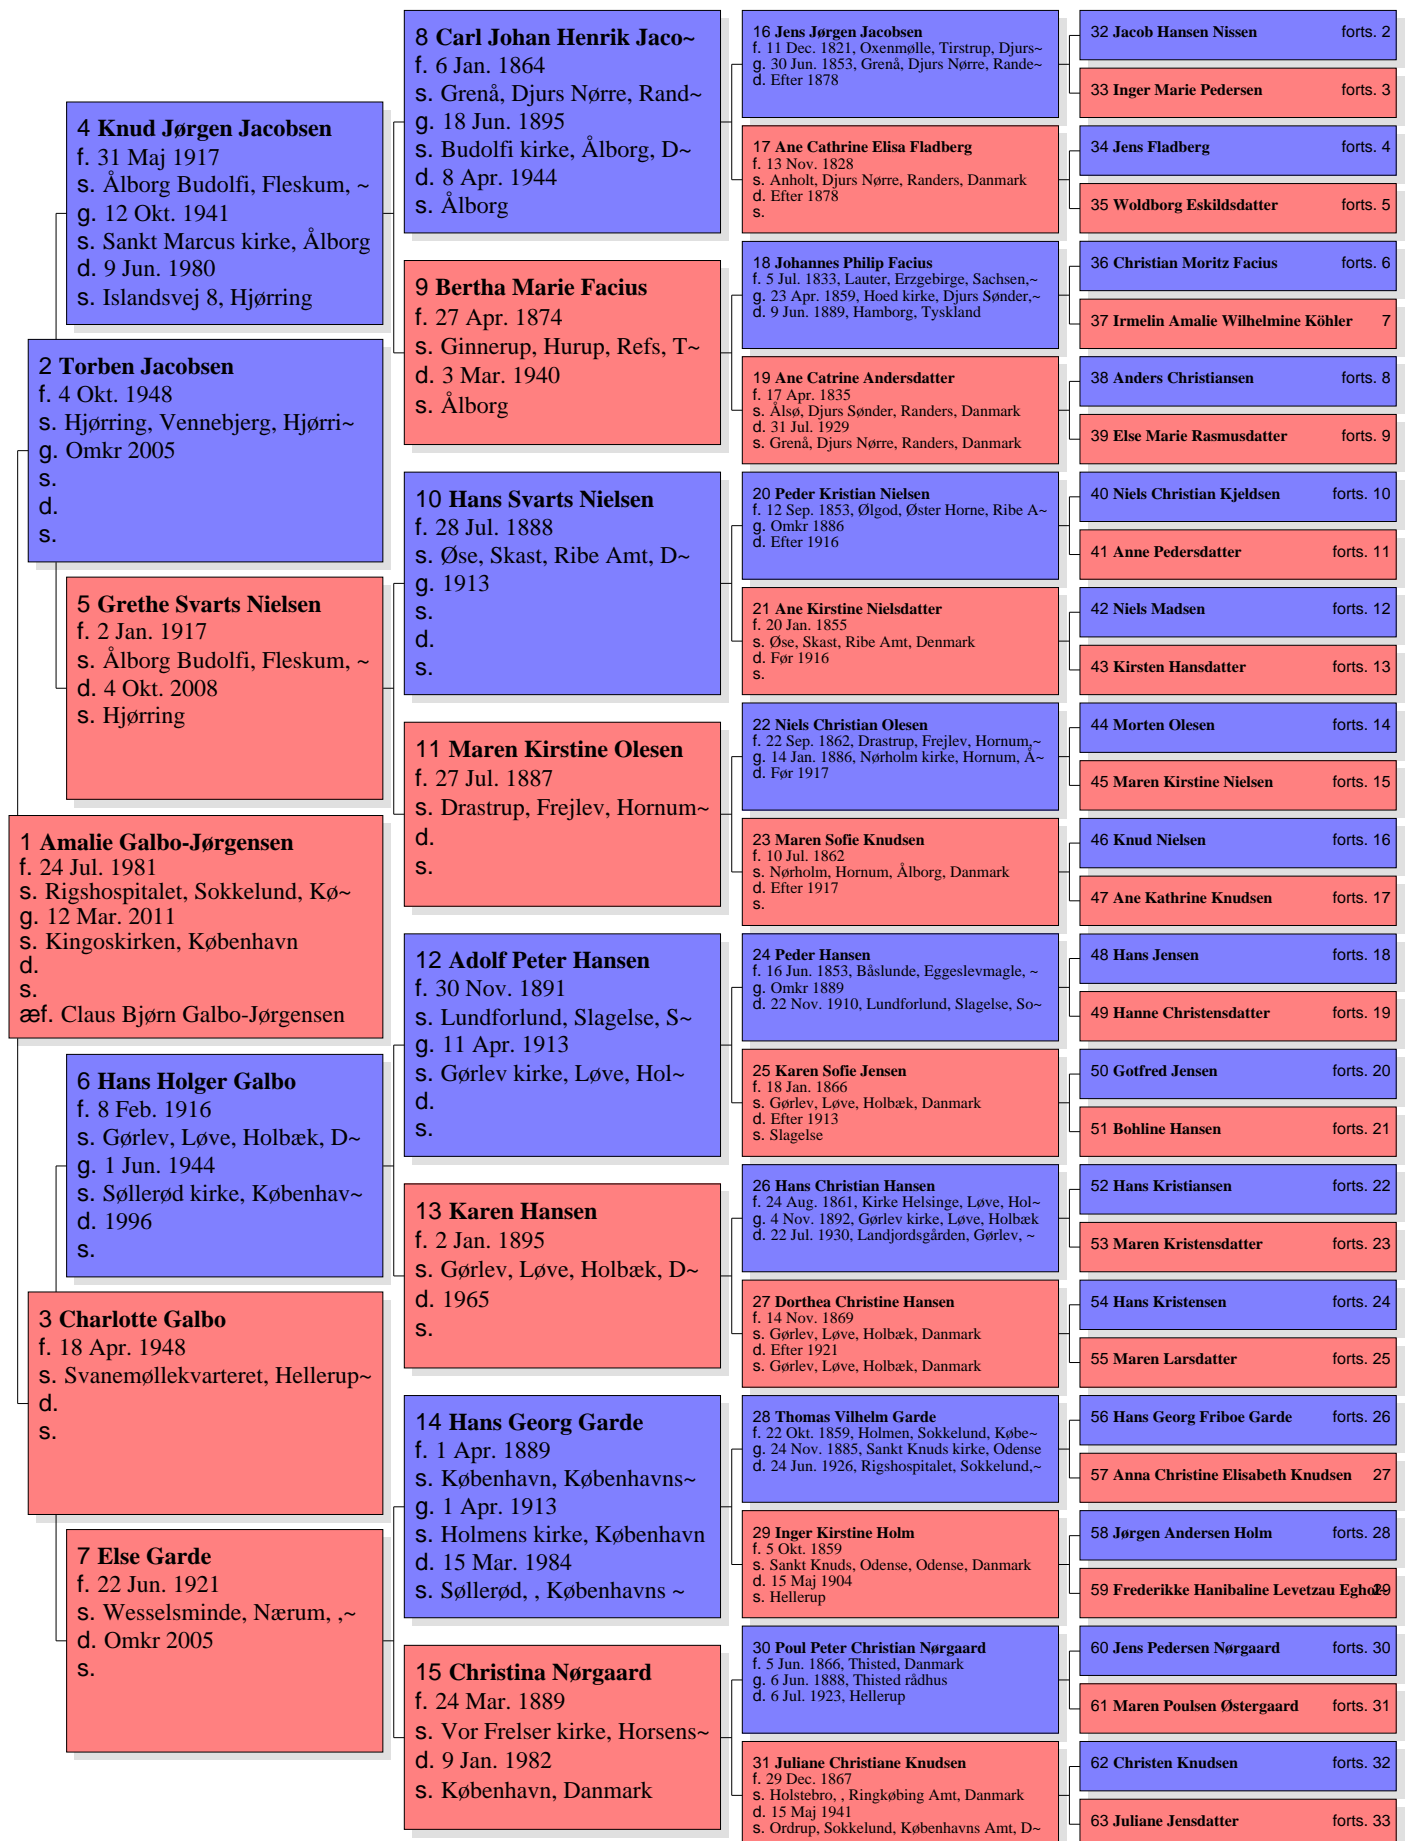 4 Knud Jørgen Jacobsen
f. 31 Maj 1917
s. Ålborg Budolfi, Fleskum, ~
g. 12 Okt. 1941
s. Sankt Marcus kirke, Ålborg
d. 9 Jun. 1980
s. Islandsvej 8, Hjørring
2 Torben Jacobsen
f. 4 Okt. 1948
s. Hjørring, Vennebjerg, Hjørri~
g. Omkr 2005
s.
d.
s.
5 Grethe Svarts Nielsen
f. 2 Jan. 1917
s. Ålborg Budolfi, Fleskum, ~
d. 4 Okt. 2008
s. Hjørring
1 Amalie Galbo-Jørgensen
f. 24 Jul. 1981
s. Rigshospitalet, Sokkelund, Kø~
g. 12 Mar. 2011
s. Kingoskirken, København
d.
s.
æf. Claus Bjørn Galbo-Jørgensen
6 Hans Holger Galbo
f. 8 Feb. 1916
s. Gørlev, Løve, Holbæk, D~
g. 1 Jun. 1944
s. Søllerød kirke, Københav~
d. 1996
s.
3 Charlotte Galbo
f. 18 Apr. 1948
s. Svanemøllekvarteret, Hellerup~
d.
s.
7 Else Garde
f. 22 Jun. 1921
s. Wesselsminde, Nærum, ,~
d. Omkr 2005
s.
8 Carl Johan Henrik Jaco~
f. 6 Jan. 1864
s. Grenå, Djurs Nørre, Rand~
g. 18 Jun. 1895
s. Budolfi kirke, Ålborg, D~
d. 8 Apr. 1944
s. Ålborg
9 Bertha Marie Facius
f. 27 Apr. 1874
s. Ginnerup, Hurup, Refs, T~
d. 3 Mar. 1940
s. Ålborg
10 Hans Svarts Nielsen
f. 28 Jul. 1888
s. Øse, Skast, Ribe Amt, D~
g. 1913
s.
d.
s.
11 Maren Kirstine Olesen
f. 27 Jul. 1887
s. Drastrup, Frejlev, Hornum~
d.
s.
12 Adolf Peter Hansen
f. 30 Nov. 1891
s. Lundforlund, Slagelse, S~
g. 11 Apr. 1913
s. Gørlev kirke, Løve, Hol~
d.
s.
13 Karen Hansen
f. 2 Jan. 1895
s. Gørlev, Løve, Holbæk, D~
d. 1965
s.
14 Hans Georg Garde
f. 1 Apr. 1889
s. København, Københavns~
g. 1 Apr. 1913
s. Holmens kirke, København
d. 15 Mar. 1984
s. Søllerød, , Københavns ~
15 Christina Nørgaard
f. 24 Mar. 1889
s. Vor Frelser kirke, Horsens~
d. 9 Jan. 1982
s. København, Danmark
16 Jens Jørgen Jacobsen
f. 11 Dec. 1821, Oxenmølle, Tirstrup, Djurs~
g. 30 Jun. 1853, Grenå, Djurs Nørre, Rande~
d. Efter 1878
17 Ane Cathrine Elisa Fladberg
f. 13 Nov. 1828
s. Anholt, Djurs Nørre, Randers, Danmark
d. Efter 1878
s.
18 Johannes Philip Facius
f. 5 Jul. 1833, Lauter, Erzgebirge, Sachsen,~
g. 23 Apr. 1859, Hoed kirke, Djurs Sønder,~
d. 9 Jun. 1889, Hamborg, Tyskland
19 Ane Catrine Andersdatter
f. 17 Apr. 1835
s. Ålsø, Djurs Sønder, Randers, Danmark
d. 31 Jul. 1929
s. Grenå, Djurs Nørre, Randers, Danmark
20 Peder Kristian Nielsen
f. 12 Sep. 1853, Ølgod, Øster Horne, Ribe A~
g. Omkr 1886
d. Efter 1916
21 Ane Kirstine Nielsdatter
f. 20 Jan. 1855
s. Øse, Skast, Ribe Amt, Denmark
d. Før 1916
s.
22 Niels Christian Olesen
f. 22 Sep. 1862, Drastrup, Frejlev, Hornum,~
g. 14 Jan. 1886, Nørholm kirke, Hornum, Å~
d. Før 1917
23 Maren Sofie Knudsen
f. 10 Jul. 1862
s. Nørholm, Hornum, Ålborg, Danmark
d. Efter 1917
s.
24 Peder Hansen
f. 16 Jun. 1853, Båslunde, Eggeslevmagle, ~
g. Omkr 1889
d. 22 Nov. 1910, Lundforlund, Slagelse, So~
25 Karen Sofie Jensen
f. 18 Jan. 1866
s. Gørlev, Løve, Holbæk, Danmark
d. Efter 1913
s. Slagelse
26 Hans Christian Hansen
f. 24 Aug. 1861, Kirke Helsinge, Løve, Hol~
g. 4 Nov. 1892, Gørlev kirke, Løve, Holbæk
d. 22 Jul. 1930, Landjordsgården, Gørlev, ~
27 Dorthea Christine Hansen
f. 14 Nov. 1869
s. Gørlev, Løve, Holbæk, Danmark
d. Efter 1921
s. Gørlev, Løve, Holbæk, Danmark
28 Thomas Vilhelm Garde
f. 22 Okt. 1859, Holmen, Sokkelund, Købe~
g. 24 Nov. 1885, Sankt Knuds kirke, Odense
d. 24 Jun. 1926, Rigshospitalet, Sokkelund,~
29 Inger Kirstine Holm
f. 5 Okt. 1859
s. Sankt Knuds, Odense, Odense, Danmark
d. 15 Maj 1904
s. Hellerup
30 Poul Peter Christian Nørgaard
f. 5 Jun. 1866, Thisted, Danmark
g. 6 Jun. 1888, Thisted rådhus
d. 6 Jul. 1923, Hellerup
31 Juliane Christiane Knudsen
f. 29 Dec. 1867
s. Holstebro, , Ringkøbing Amt, Danmark
d. 15 Maj 1941
s. Ordrup, Sokkelund, Københavns Amt, D~
32 Jacob Hansen Nissen forts. 2
33 Inger Marie Pedersen forts. 3
34 Jens Fladberg forts. 4
35 Woldborg Eskildsdatter forts. 5
36 Christian Moritz Facius forts. 6
37 Irmelin Amalie Wilhelmine Köhler 7
38 Anders Christiansen forts. 8
39 Else Marie Rasmusdatter forts. 9
40 Niels Christian Kjeldsen forts. 10
41 Anne Pedersdatter forts. 11
42 Niels Madsen forts. 12
43 Kirsten Hansdatter forts. 13
44 Morten Olesen forts. 14
45 Maren Kirstine Nielsen forts. 15
46 Knud Nielsen forts. 16
47 Ane Kathrine Knudsen forts. 17
48 Hans Jensen forts. 18
49 Hanne Christensdatter forts. 19
50 Gotfred Jensen forts. 20
51 Bohline Hansen forts. 21
52 Hans Kristiansen forts. 22
53 Maren Kristensdatter forts. 23
54 Hans Kristensen forts. 24
55 Maren Larsdatter forts. 25
56 Hans Georg Friboe Garde forts. 26
57 Anna Christine Elisabeth Knudsen 27
58 Jørgen Andersen Holm forts. 28
59 Frederikke Hanibaline Levetzau 29
60 Jens Pedersen Nørgaard forts. 30
61 Maren Poulsen Østergaard forts. 31
62 Christen Knudsen forts. 32
63 Juliane Jensdatter forts. 33